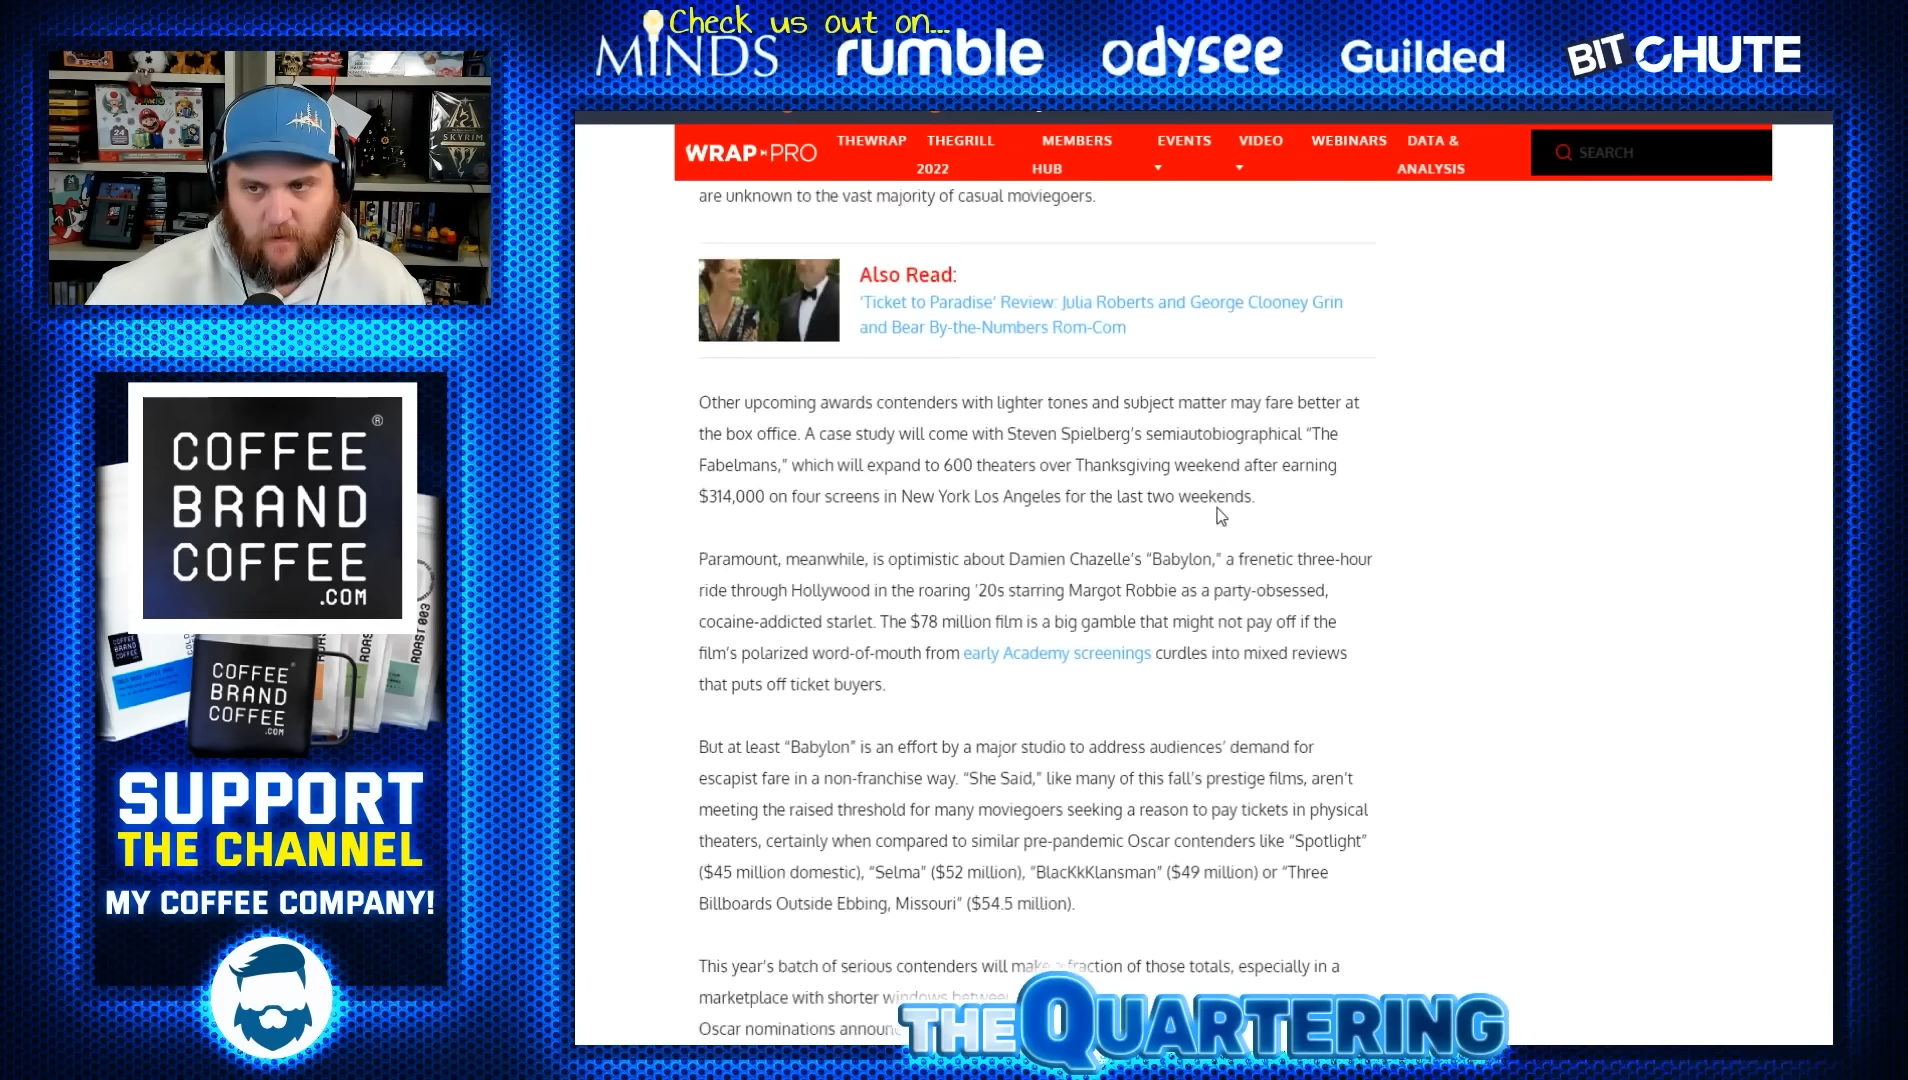 Check us out on...
MINDS
rumble
odysee
Guilded
BITCHUTE
SKYRIM
24
WRAP PRO
THEWRAP
THEGRILL 2022
MEMBERS HUB
EVENTS
VIDEO
WEBINARS
DATA & ANALYSIS
SEARCH
are unknown to the vast majority of casual moviegoers.
Also Read:
'Ticket to Paradise' Review: Julia Roberts and George Clooney Grin
and Bear By-the-Numbers Rom-Com
Other upcoming awards contenders with lighter tones and subject matter may fare better at
the box office. A case study will come with Steven Spielberg's semiautobiographical “The
Fabelmans,” which will expand to 600 theaters over Thanksgiving weekend after earning
$314,000 on four screens in New York Los Angeles for the last two weekends.
Paramount, meanwhile, is optimistic about Damien Chazelle's “Babylon,” a frenetic three-hour
ride through Hollywood in the roaring '20s starring Margot Robbie as a party-obsessed,
cocaine-addicted starlet. The $78 million film is a big gamble that might not pay off if the
film's polarized word-of-mouth from early Academy screenings curdles into mixed reviews
that puts off ticket buyers.
But at least “Babylon” is an effort by a major studio to address audiences' demand for
escapist fare in a non-franchise way. “She Said,” like many of this fall's prestige films, aren't
meeting the raised threshold for many moviegoers seeking a reason to pay tickets in physical
theaters, certainly when compared to similar pre-pandemic Oscar contenders like “Spotlight”
($45 million domestic), “Selma” ($52 million), “BlacKkKlansman” ($49 million) or “Three
Billboards Outside Ebbing, Missouri” ($54.5 million).
This year's batch of serious contenders will make a fraction of those totals, especially in a
marketplace with shorter windows between
Oscar nominations announ
COFFEE ®
BRAND
COFFEE
.COM
COFFEE
BRAND
COFFEE
.COM
ROAST 003
SUPPORT
THE CHANNEL
MY COFFEE COMPANY!
THE QUARTERING